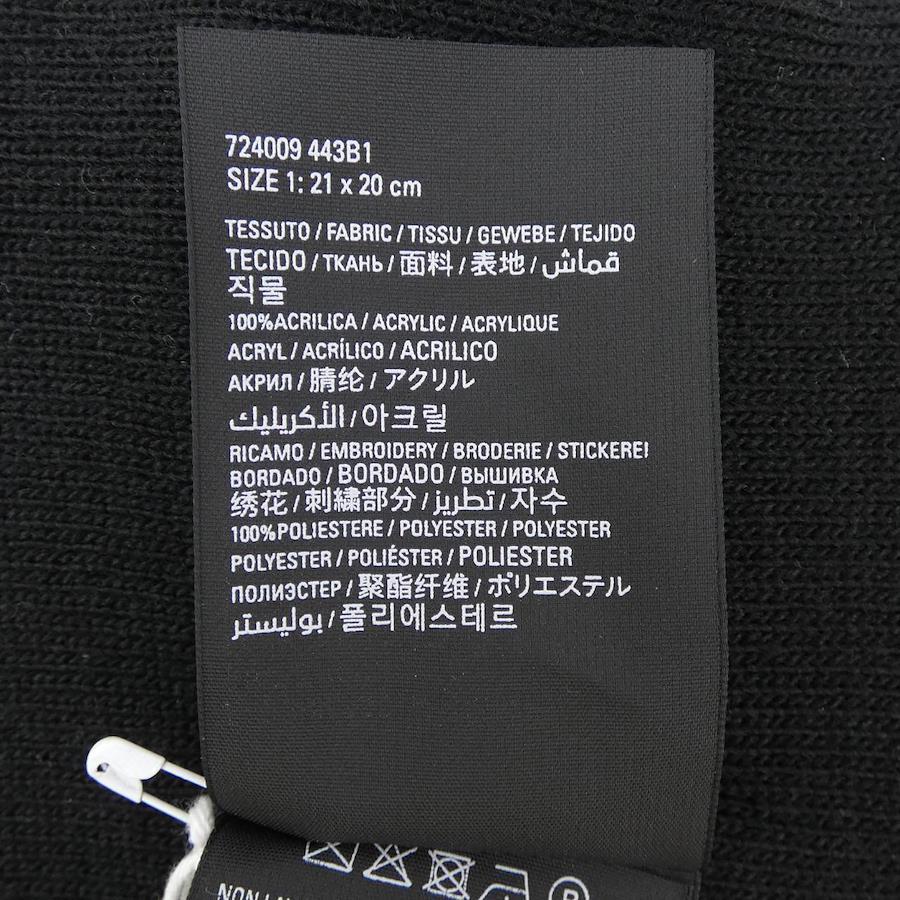 724009 443B1
SIZE 1: 21 x 20 cm
TESSUTO / FABRIC / TISSU / GEWEBE / TEJIDO
TECIDO / ТКАНЬ / 面料 / 表地 / قماش
직물
100%ACRILICA / ACRYLIC / ACRYLIQUE
ACRYL / ACRÍLICO / ACRILICO
АКРИЛ / 腈纶 / アクリル
الأكريليك / 아크릴
RICAMO / EMBROIDERY / BRODERIE / STICKEREI
BORDADO / BORDADO / ВЫШИВКА
绣花 / 刺繍部分 / تطريز / 자수
100%POLIESTERE / POLYESTER / POLYESTER
POLYESTER / POLIÉSTER / POLIESTER
ПОЛИЭСТЕР / 聚酯纤维 / ポリエステル
بوليستر / 폴리에스테르
P
NON